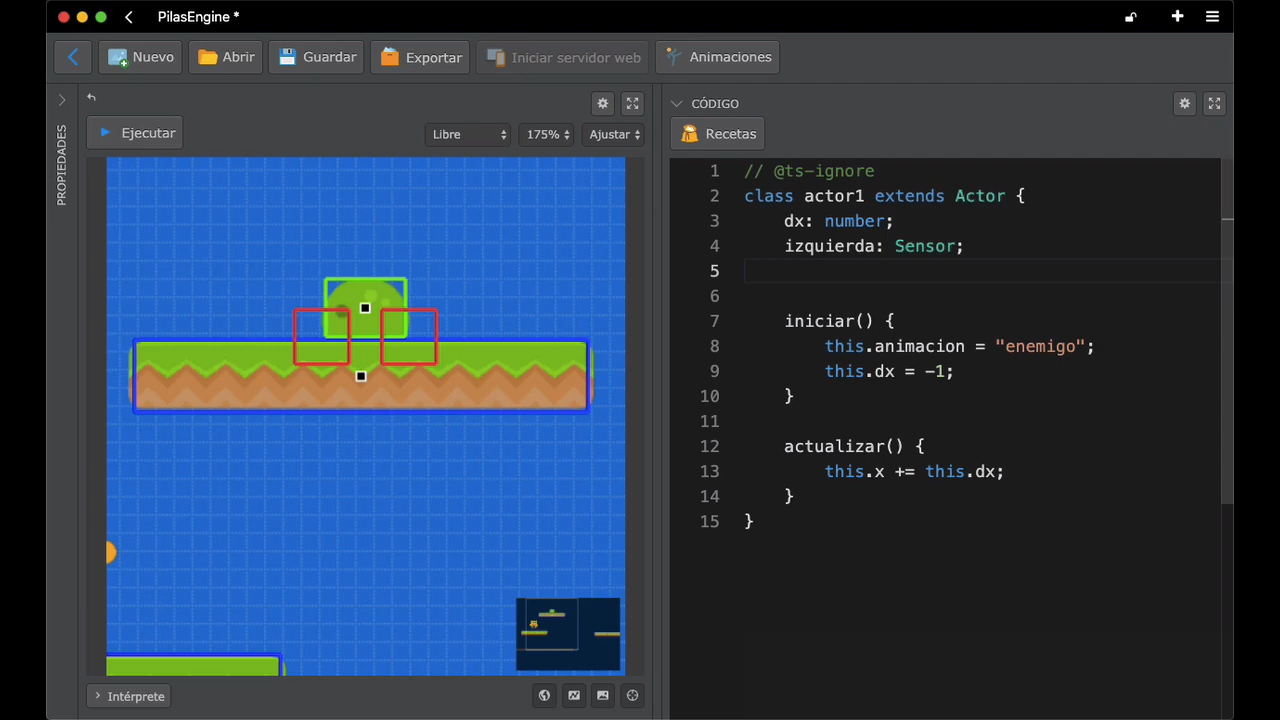 PilasEngine *
Nuevo Abrir Guardar Exportar Iniciar servidor web Animaciones
PROPIEDADES
Ejecutar Libre 175% Ajustar
Intérprete
CÓDIGO
Recetas
1 // @ts-ignore
2 class actor1 extends Actor {
3 dx: number;
4 izquierda: Sensor;
5
6
7 iniciar() {
8 this.animacion = "enemigo";
9 this.dx = -1;
10 }
11
12 actualizar() {
13 this.x += this.dx;
14 }
15 }